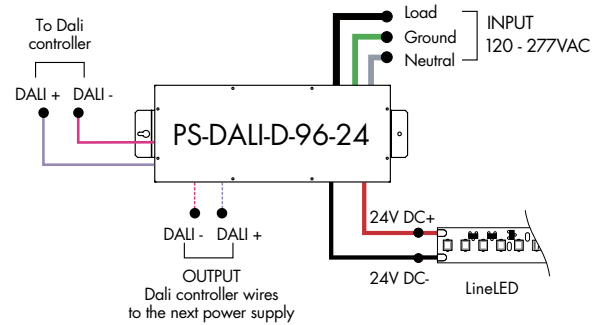 To Dali
controller
DALI + DALI -
Load
Ground
Neutral
INPUT
120 - 277VAC
PS-DALI-D-96-24
DALI - DALI +
OUTPUT
Dali controller wires
to the next power supply
24V DC+
24V DC-
LineLED